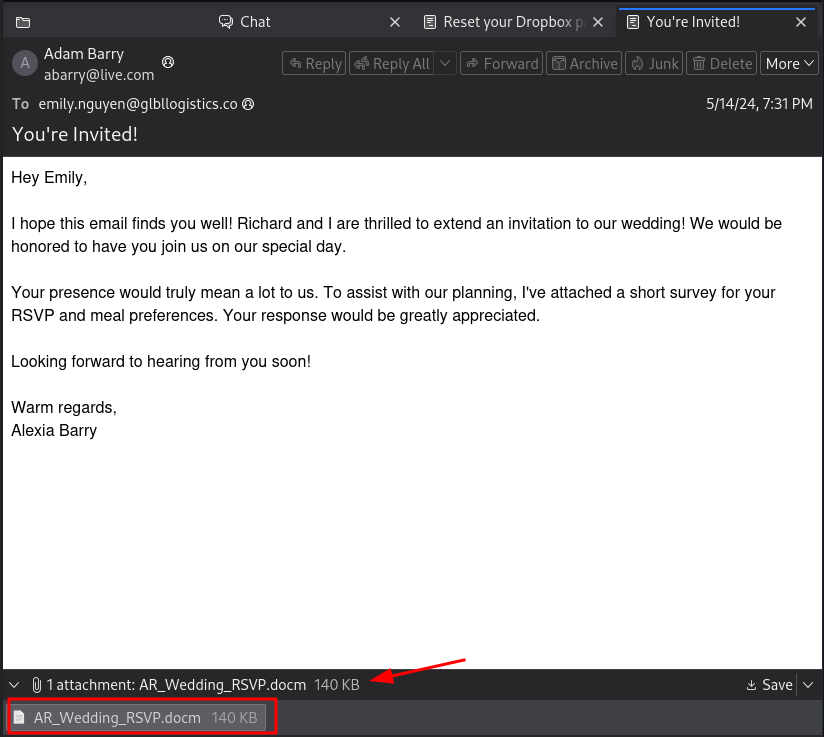 Chat
Reset your Dropbox
You're Invited!
A
Adam Barry
abarry@live.com
Reply
Reply All
Forward
Archive
Junk
Delete
More
To emily.nguyen@glbllogistics.co
5/14/24, 7:31 PM
You're Invited!
Hey Emily,
I hope this email finds you well! Richard and I are thrilled to extend an invitation to our wedding! We would be
honored to have you join us on our special day.
Your presence would truly mean a lot to us. To assist with our planning, I've attached a short survey for your
RSVP and meal preferences. Your response would be greatly appreciated.
Looking forward to hearing from you soon!
Warm regards,
Alexia Barry
1 attachment: AR_Wedding_RSVP.docm 140 KB
Save
AR_Wedding_RSVP.docm 140 KB